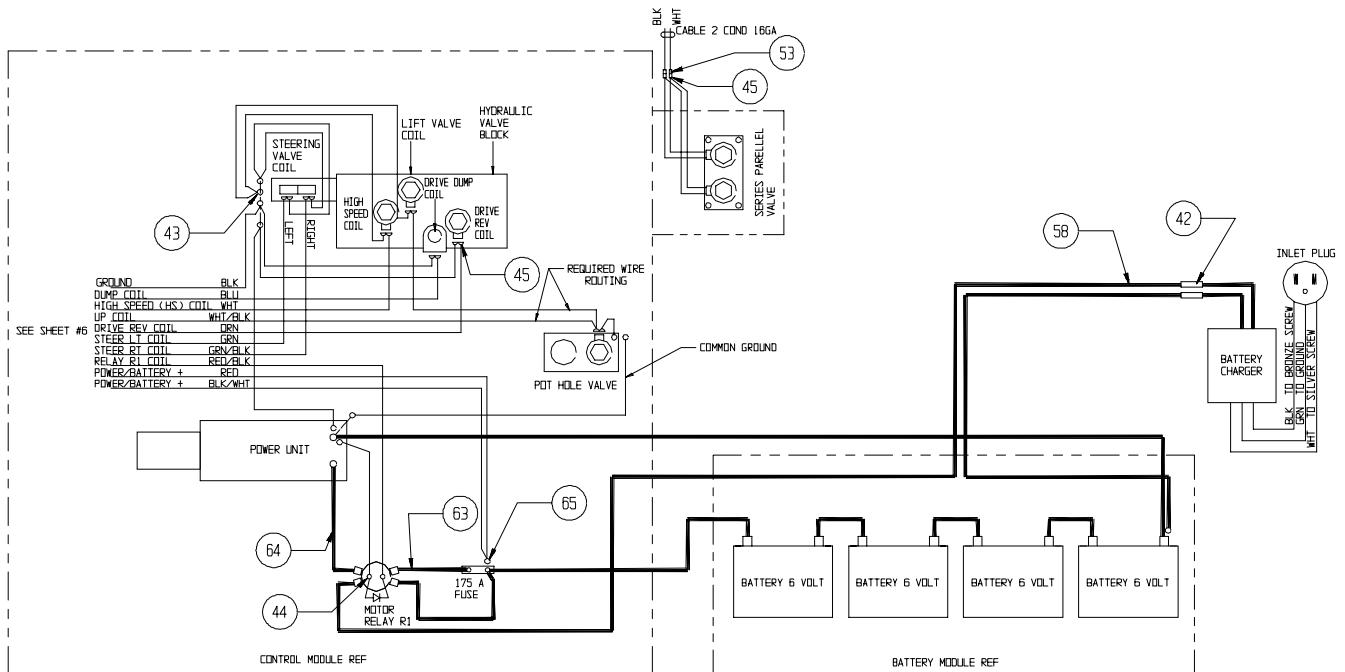 BLK
WHT
CABLE 2 COND 16GA
53
45
HYDRAULIC
VALVE
BLOCK
LIFT VALVE
COIL
STEERING
VALVE
COIL
DRIVE DUMP
COIL
HIGH
SPEED
COIL
DRIVE
REV
COIL
SERIES PARELLEL
VALVE
43
LEFT
RIGHT
45
58
42
INLET PLUG
REQUIRED WIRE
ROUTING
GROUND BLK
DUMP COIL BLU
HIGH SPEED (HS) COIL WHT
UP COIL WHT/BLK
SEE SHEET #6
DRIVE REV COIL ORN
STEER LT COIL GRN
STEER RT COIL GRN/BLK
RELAY R1 COIL RED/BLK
POWER/BATTERY + RED
POWER/BATTERY + BLK/WHT
COMMON GROUND
POT HOLE VALVE
BATTERY
CHARGER
BLK TO BRONZE SCREW
GRN TO GROUND
WHT TO SILVER SCREW
POWER UNIT
63
65
64
175 A
FUSE
44
MOTOR
RELAY R1
BATTERY 6 VOLT
BATTERY 6 VOLT
BATTERY 6 VOLT
BATTERY 6 VOLT
CONTROL MODULE REF
BATTERY MODULE REF